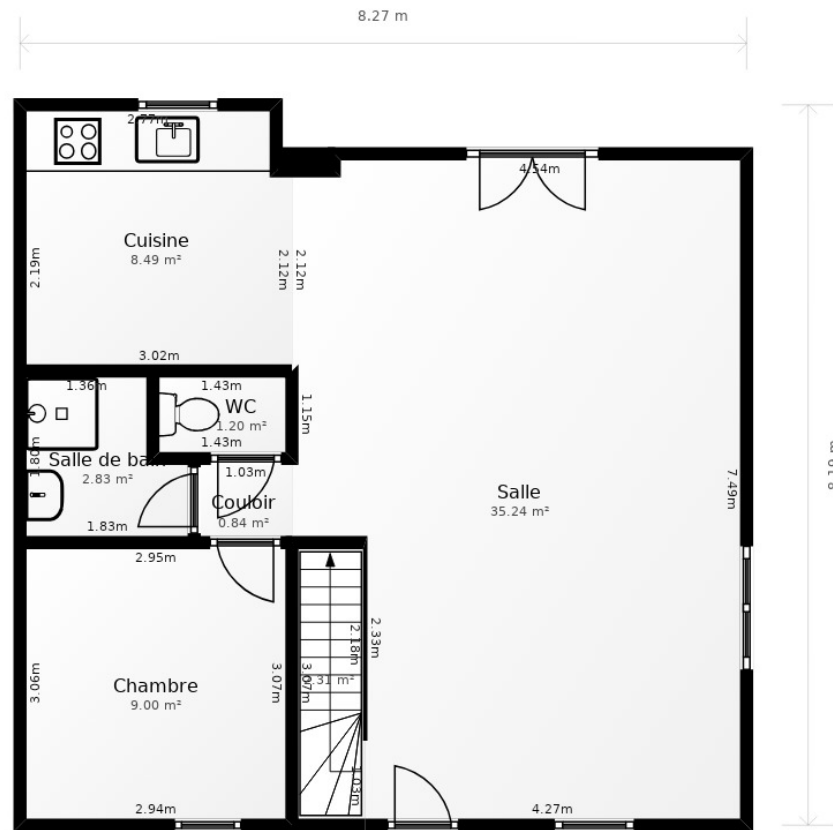 8.27 m
2.77m
4.54m
Cuisine
8.49 m²
2.19m
2.12m
2.12m
3.02m
1.36m
1.43m
WC
1.20 m²
1.15m
1.43m
1.80m
Salle de bain
2.83 m²
1.03m
7.49m
Salle
35.24 m²
Couloir
0.84 m²
1.83m
2.95m
2.33m
2.18m
3.06m
Chambre
9.00 m²
3.07m
3.07m
1.03m
2.94m
4.27m